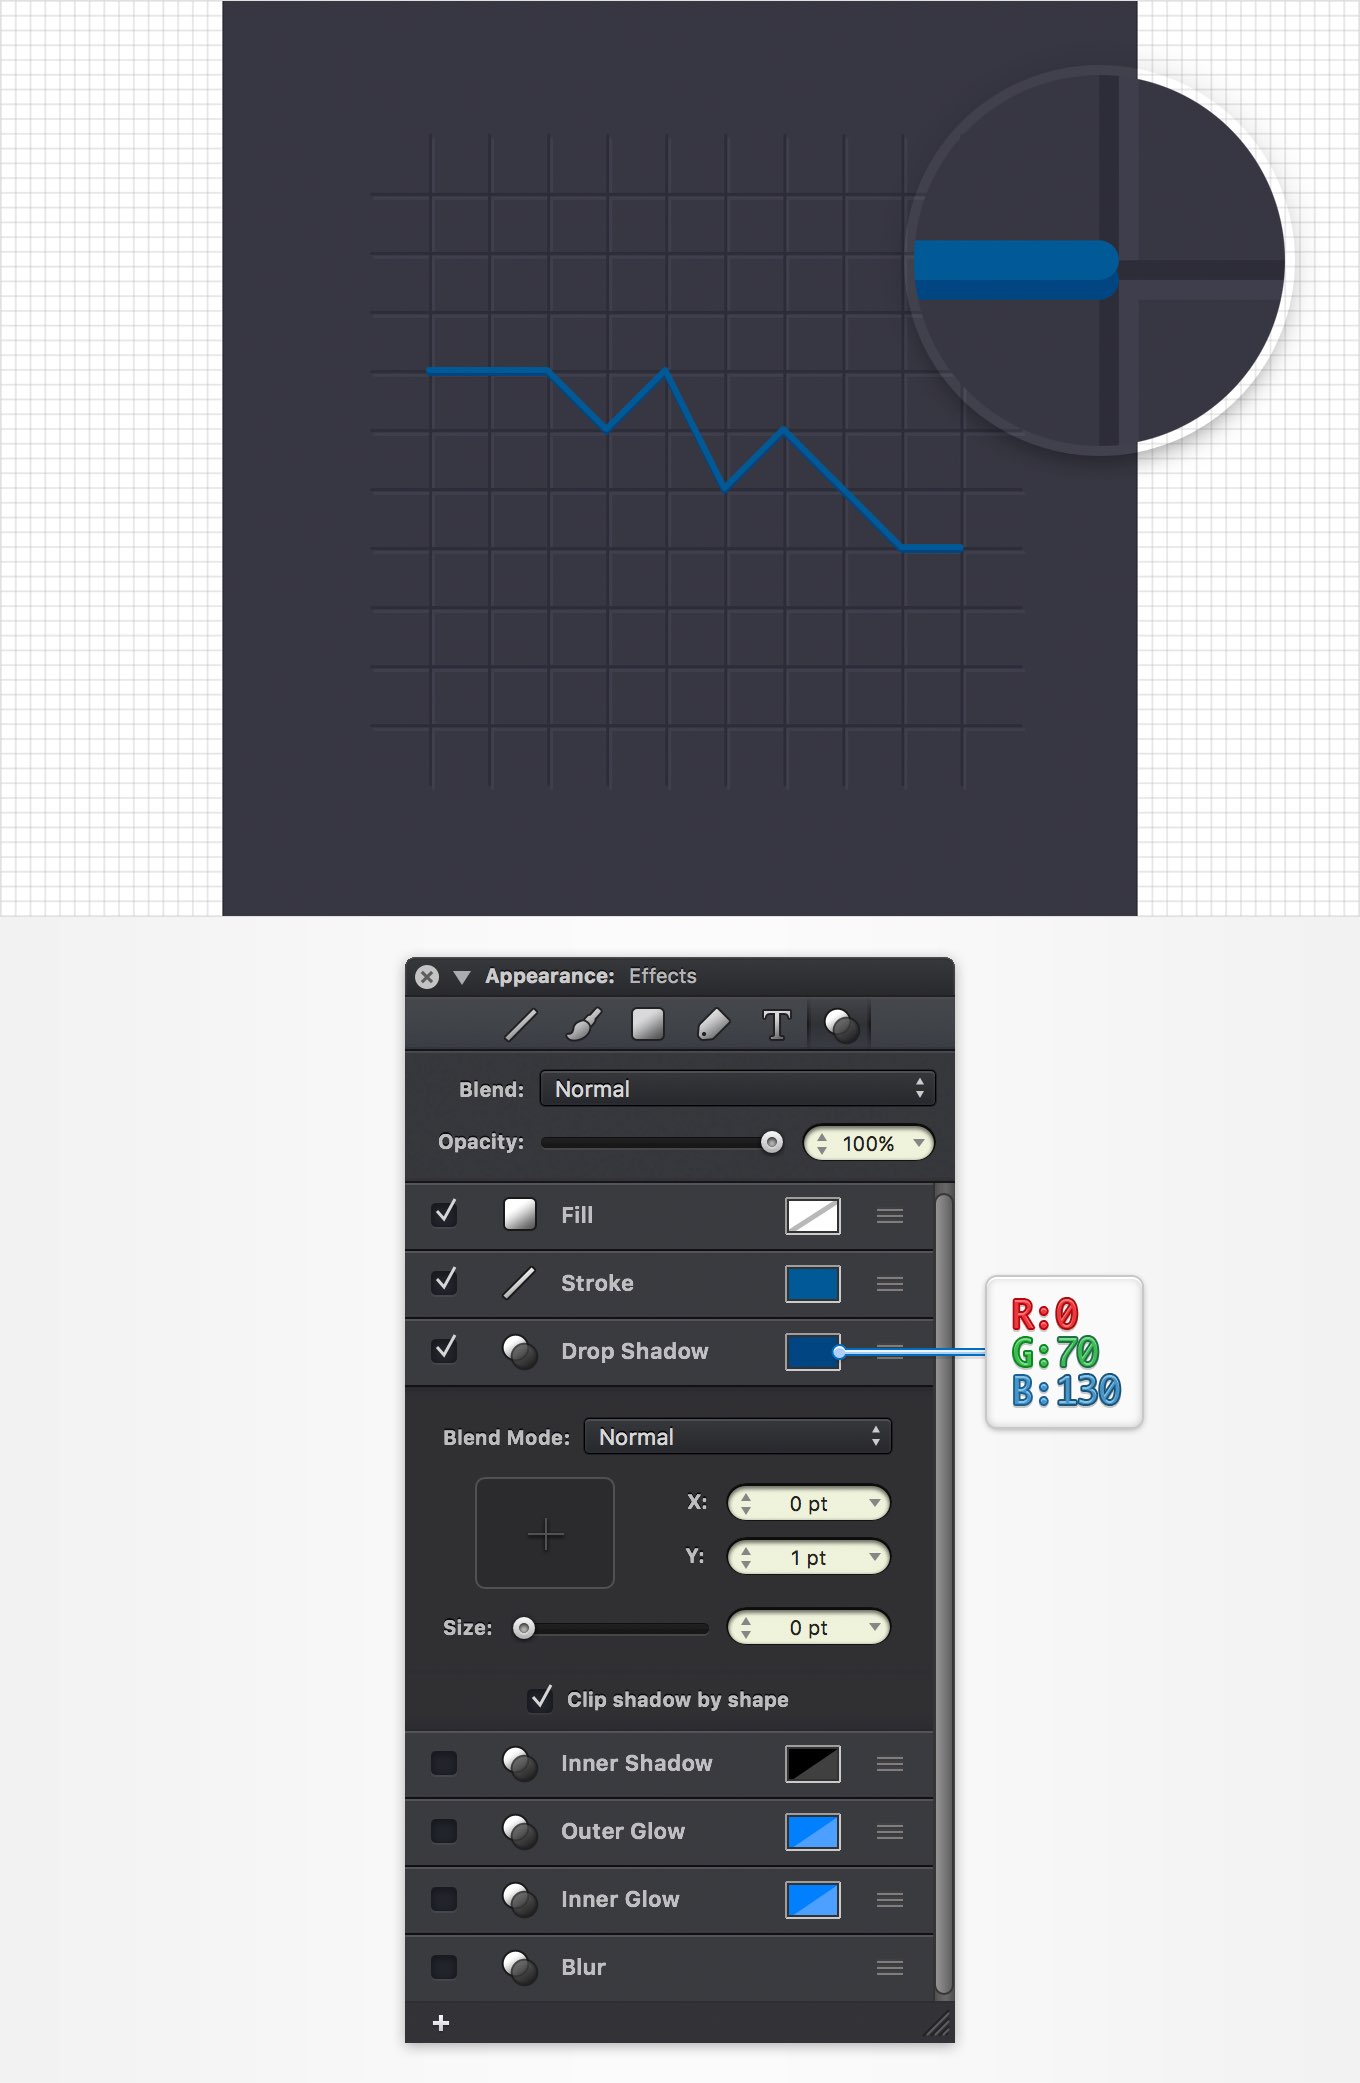 Appearance: Effects
T
Blend: Normal
Opacity: 100%
Fill
Stroke
Drop Shadow
R:0
G:70
B:130
Blend Mode: Normal
X: 0 pt
Y: 1 pt
Size: 0 pt
Clip shadow by shape
Inner Shadow
Outer Glow
Inner Glow
Blur